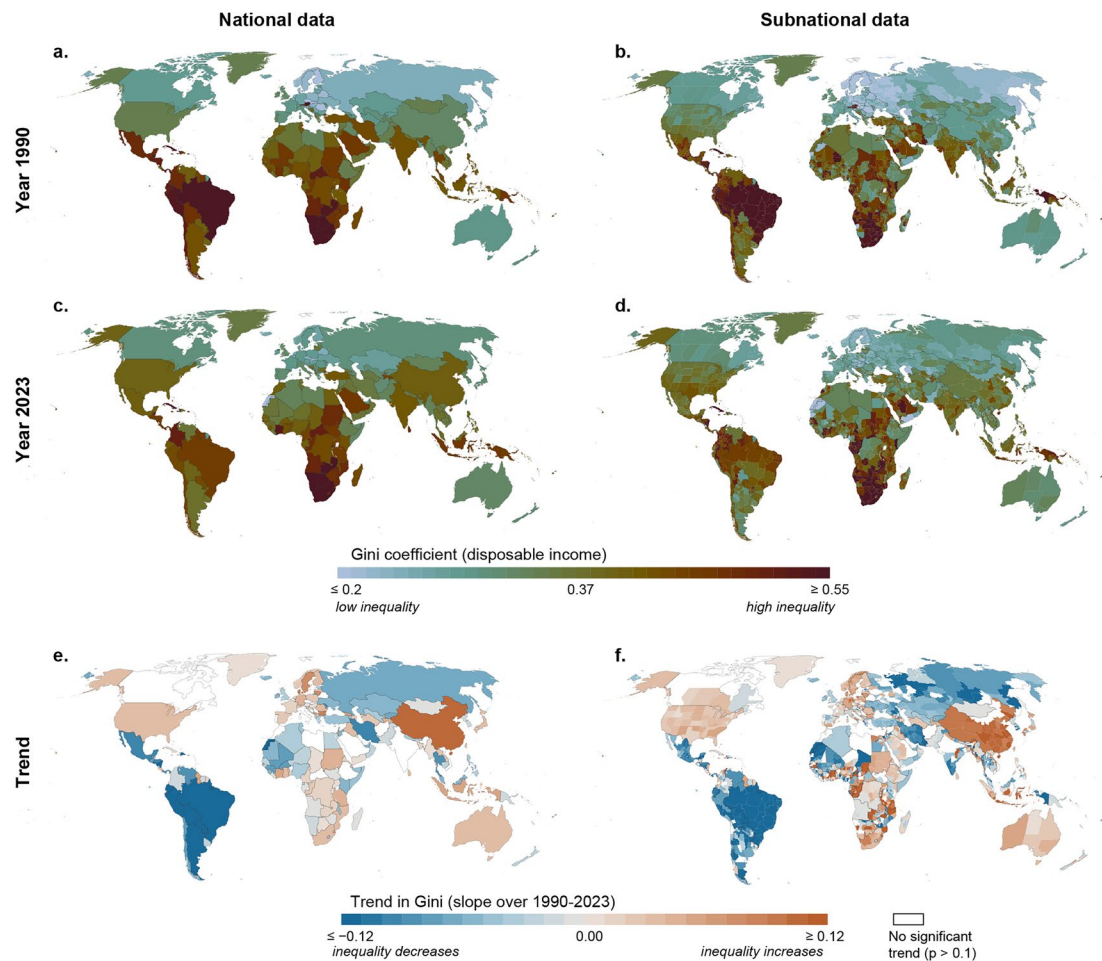 National data
Subnational data
Year 1990
a.
b.
Year 2023
c.
d.
Gini coefficient (disposable income)
≤ 0.2
0.37
≥ 0.55
low inequality
high inequality
Trend
e.
f.
Trend in Gini (slope over 1990-2023)
≤ −0.12
0.00
≥ 0.12
inequality decreases
inequality increases
No significant
trend (p > 0.1)